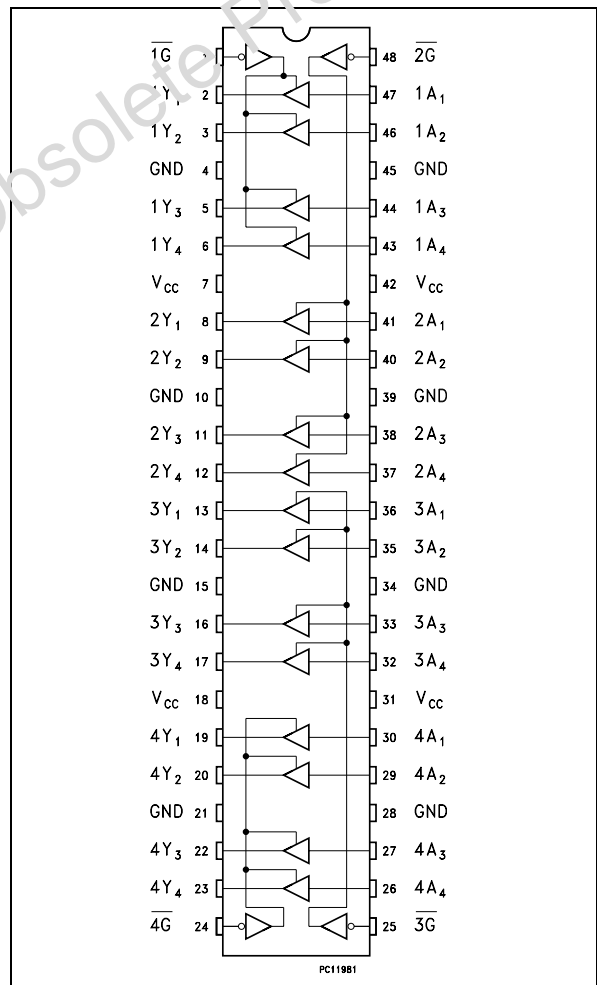 Obsolete Pro
1G 48 2G
1Y1 2 47 1A1
1Y2 3 46 1A2
GND 4 45 GND
1Y3 5 44 1A3
1Y4 6 43 1A4
VCC 7 42 VCC
2Y1 8 41 2A1
2Y2 9 40 2A2
GND 10 39 GND
2Y3 11 38 2A3
2Y4 12 37 2A4
3Y1 13 36 3A1
3Y2 14 35 3A2
GND 15 34 GND
3Y3 16 33 3A3
3Y4 17 32 3A4
VCC 18 31 VCC
4Y1 19 30 4A1
4Y2 20 29 4A2
GND 21 28 GND
4Y3 22 27 4A3
4Y4 23 26 4A4
4G 24 25 3G
PC11981